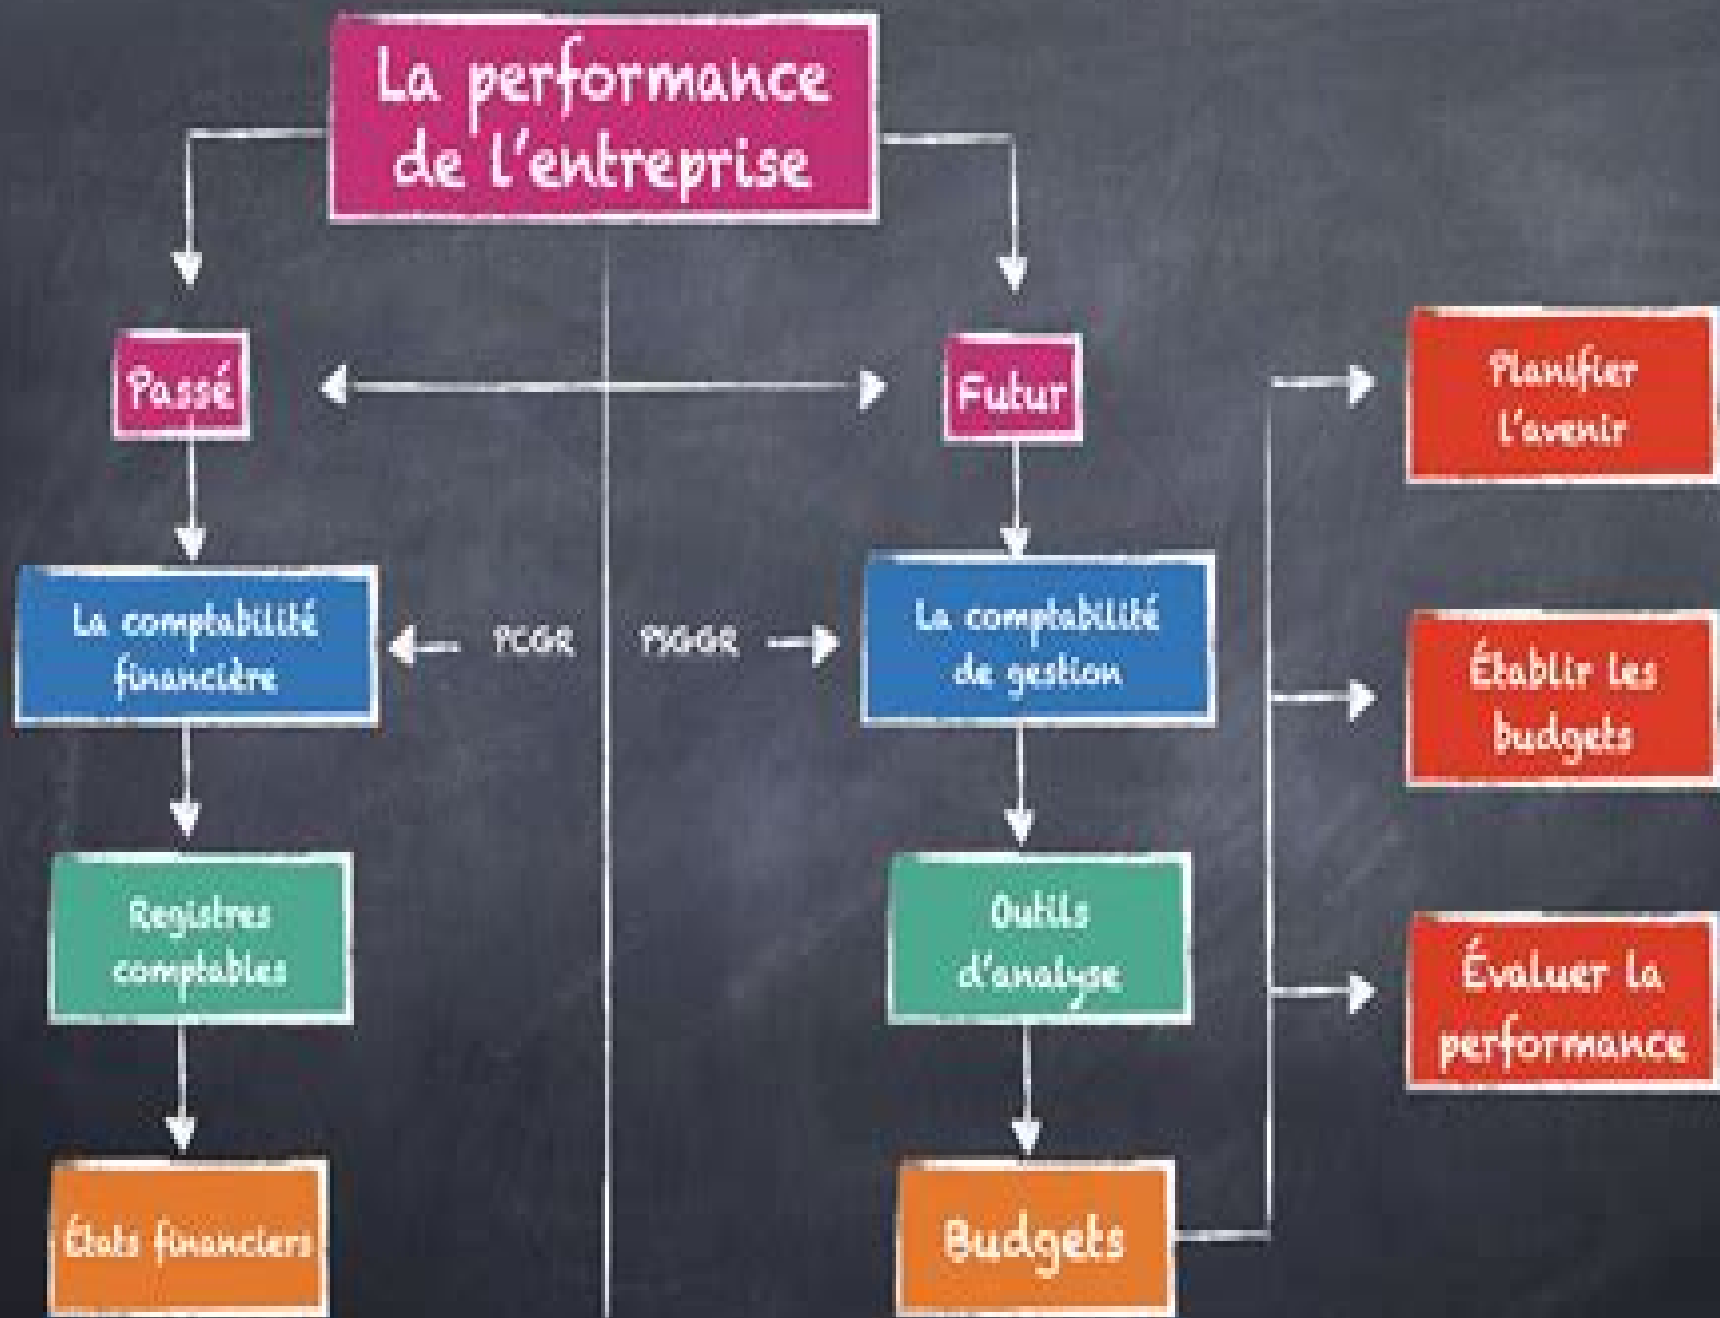 La performance
de l'entreprise
Passé
Futur
Planifier
l'avenir
La comptabilité
financière
PCGR
PSGGR
La comptabilité
de gestion
Établir les
budgets
Registres
comptables
Outils
d'analyse
Évaluer la
performance
États financiers
Budgets